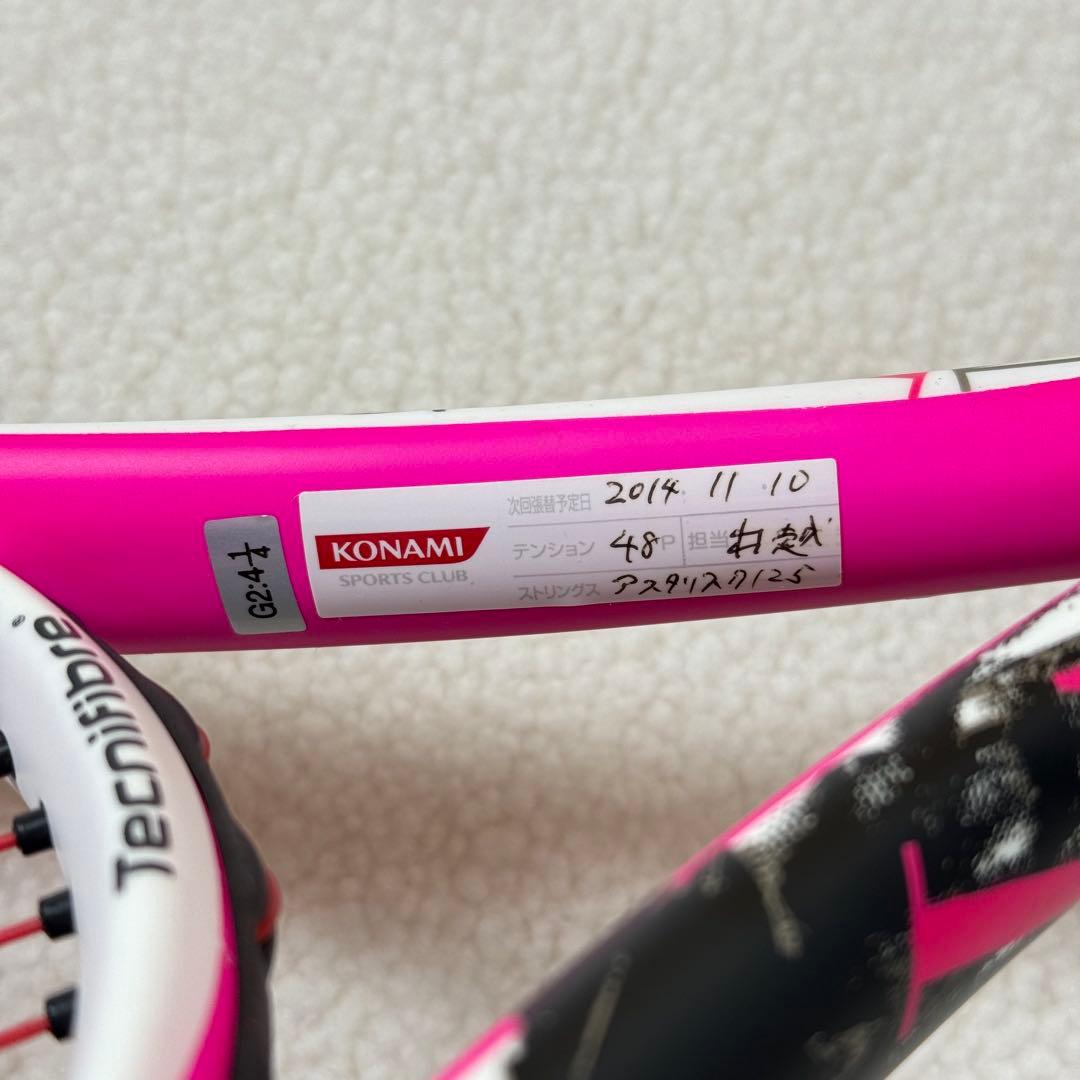 次回張替予定日 2014. 11. 10
KONAMI
SPORTS CLUB
テンション 48P 担当
ストリングス アスタリスク125
G2:4 1/4
Tecnifibre